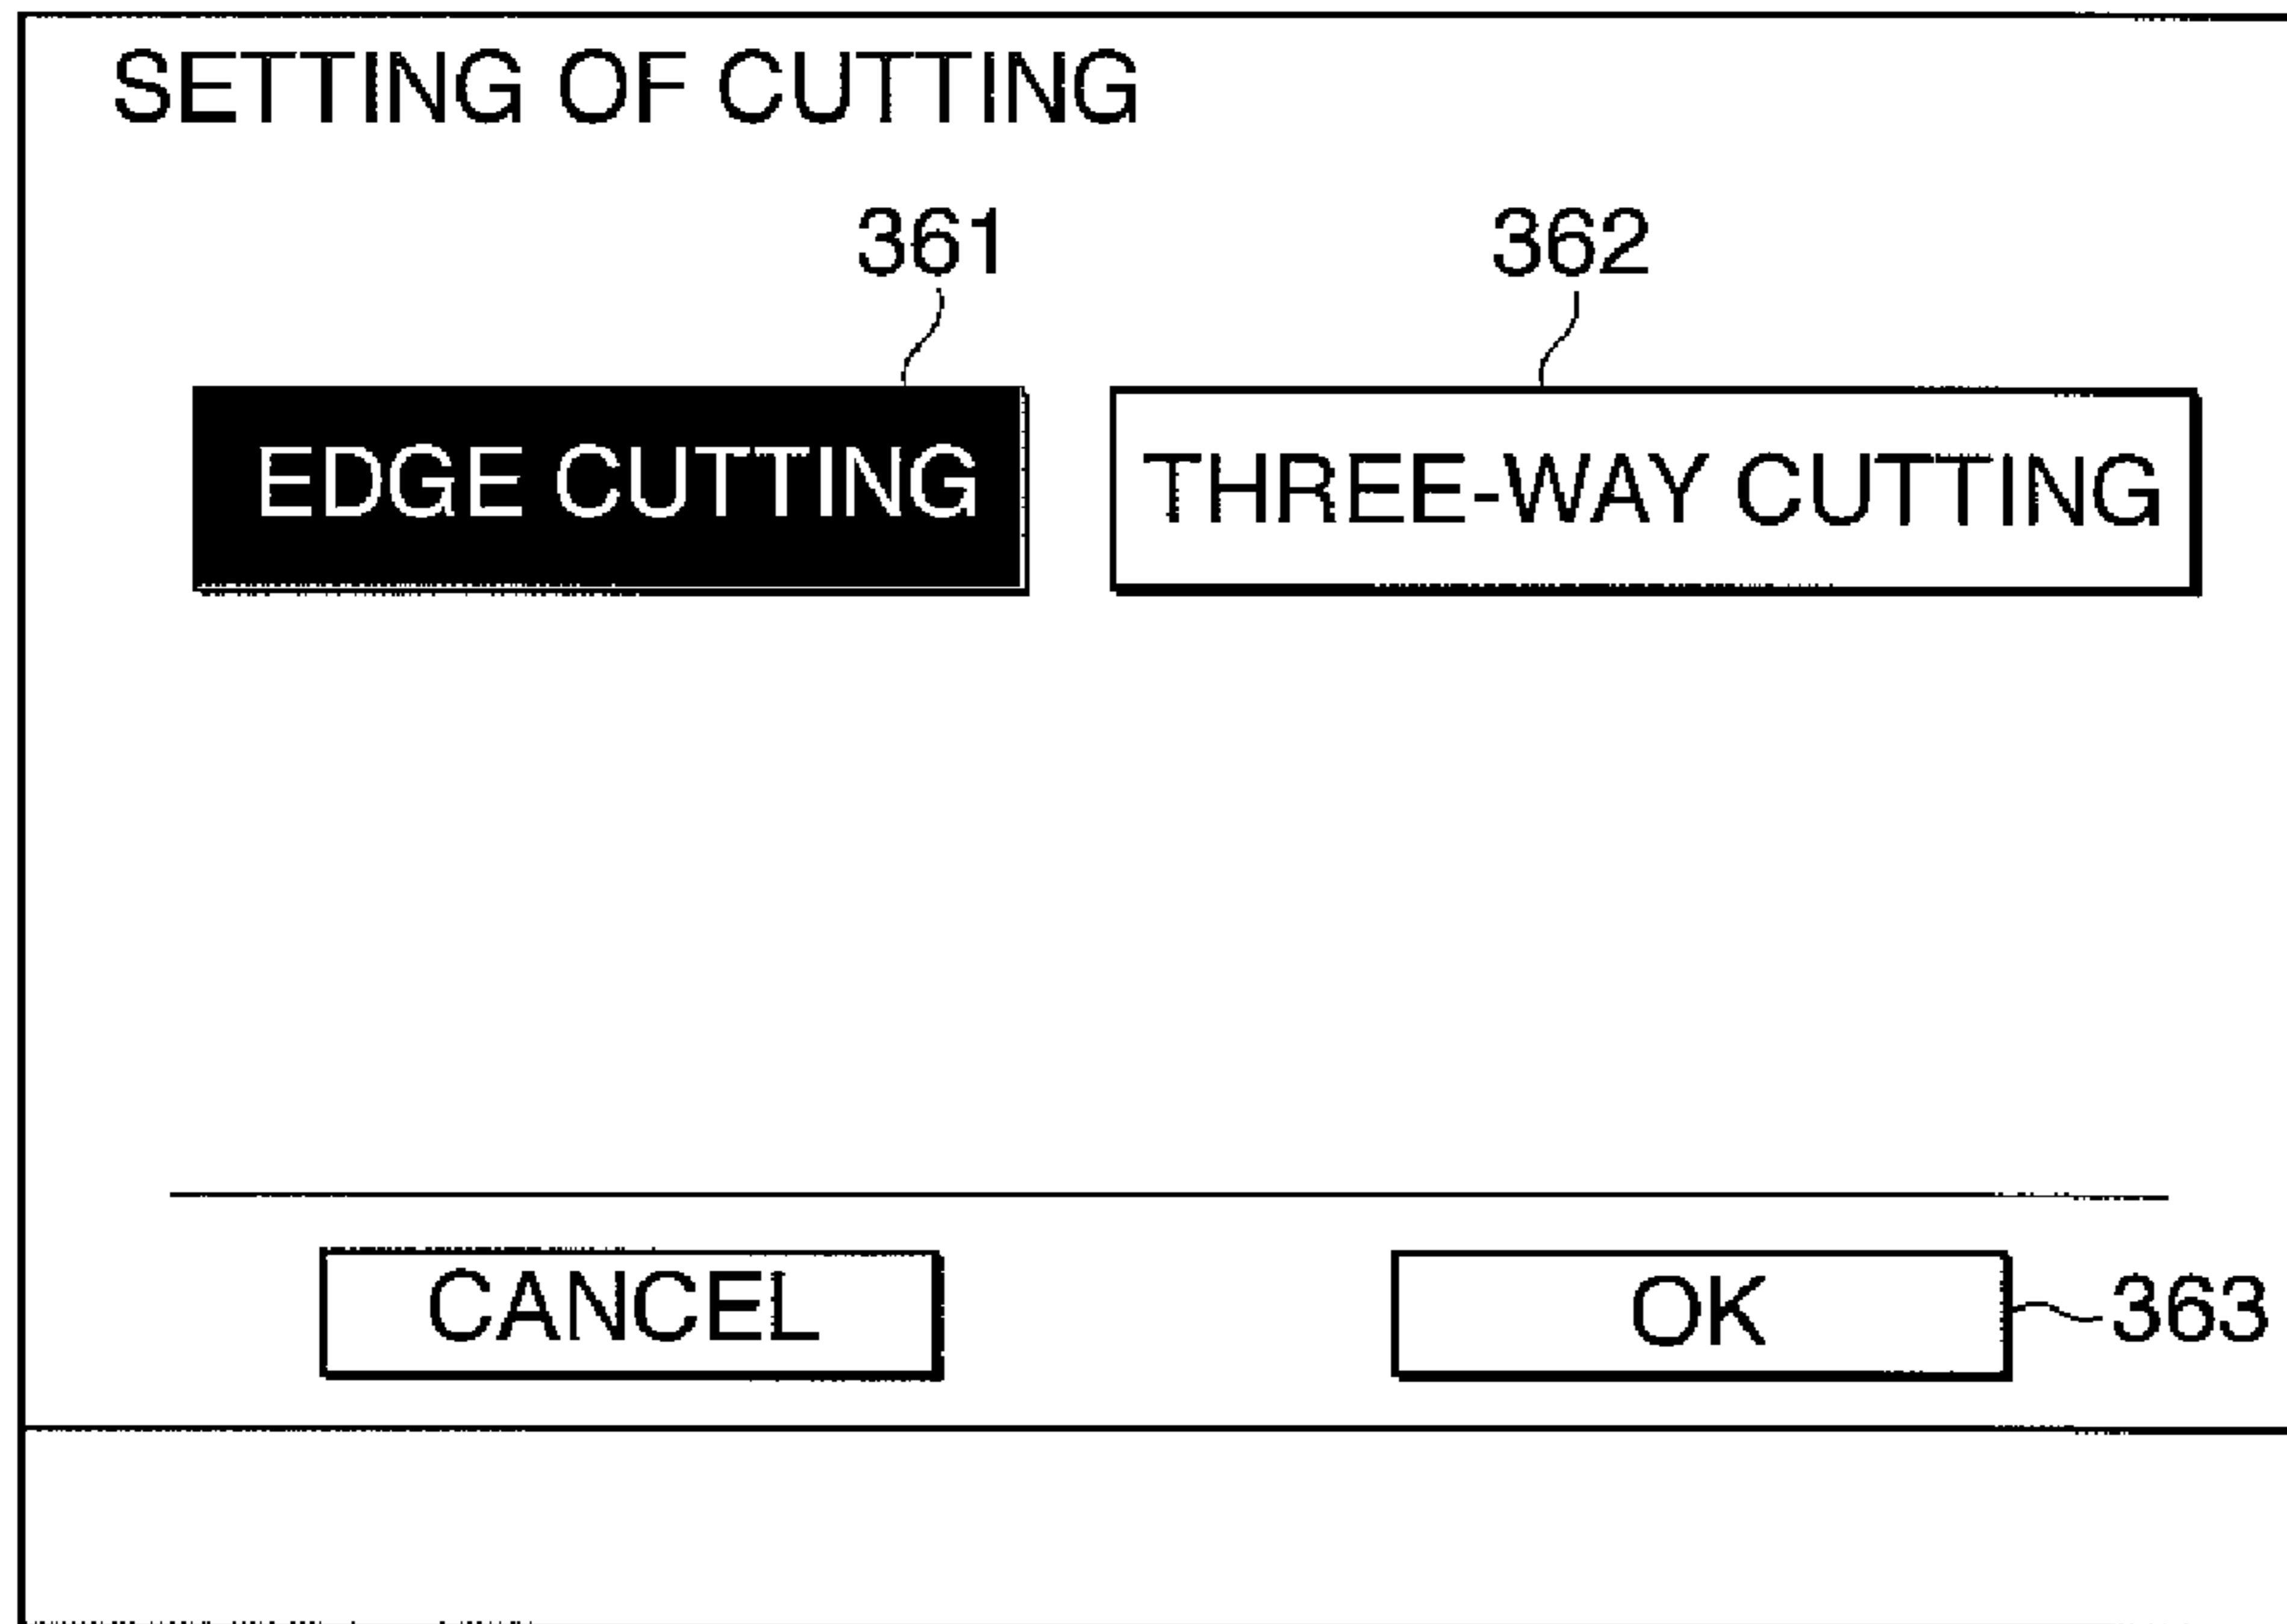 SETTING OF CUTTING
361 362
EDGE CUTTING THREE-WAY CUTTING
CANCEL OK 363